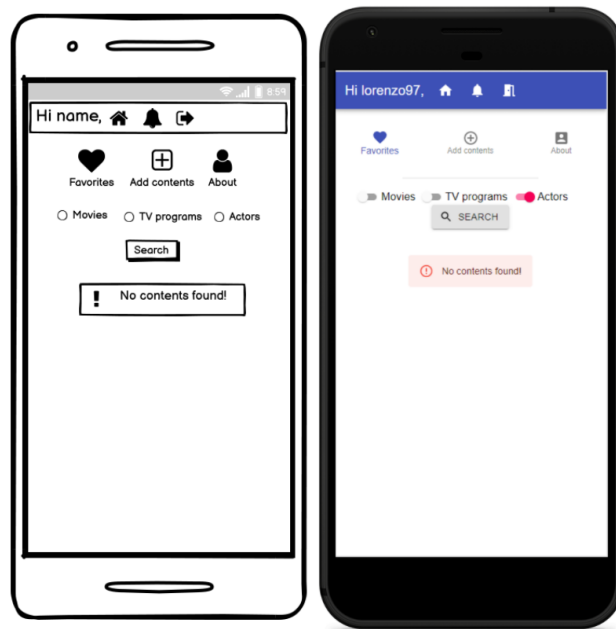 8:59
Hi name,
Favorites Add contents About
Movies TV programs Actors
Search
! No contents found!
Hi lorenzo97,
Favorites Add contents About
Movies TV programs Actors
SEARCH
No contents found!